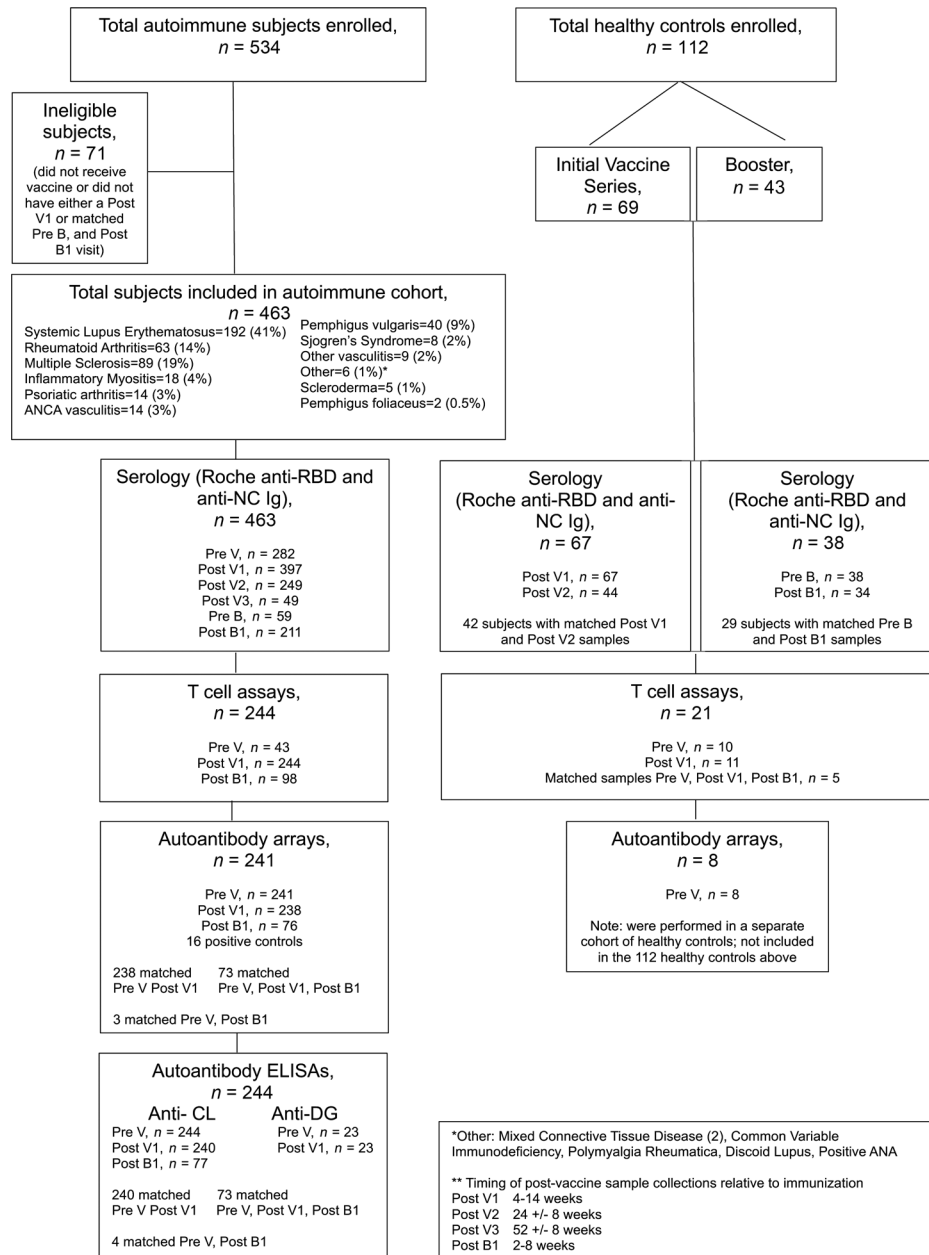 Total autoimmune subjects enrolled,
n = 534
Total healthy controls enrolled,
n = 112
Ineligible
subjects,
n = 71
(did not receive
vaccine or did not
have either a Post
V1 or matched
Pre B, and Post
B1 visit)
Initial Vaccine
Series,
n = 69
Booster,
n = 43
Total subjects included in autoimmune cohort,
n = 463
Systemic Lupus Erythematosus=192 (41%)
Rheumatoid Arthritis=63 (14%)
Multiple Sclerosis=89 (19%)
Inflammatory Myositis=18 (4%)
Psoriatic arthritis=14 (3%)
ANCA vasculitis=14 (3%)
Pemphigus vulgaris=40 (9%)
Sjogren's Syndrome=8 (2%)
Other vasculitis=9 (2%)
Other=6 (1%)*
Scleroderma=5 (1%)
Pemphigus foliaceus=2 (0.5%)
Serology (Roche anti-RBD and
anti-NC Ig),
n = 463
Pre V, n = 282
Post V1, n = 397
Post V2, n = 249
Post V3, n = 49
Pre B, n = 59
Post B1, n = 211
Serology
(Roche anti-RBD and anti-
NC Ig),
n = 67
Post V1, n = 67
Post V2, n = 44
42 subjects with matched Post V1
and Post V2 samples
Serology
(Roche anti-RBD and
anti-NC Ig),
n = 38
Pre B, n = 38
Post B1, n = 34
29 subjects with matched Pre B
and Post B1 samples
T cell assays,
n = 244
Pre V, n = 43
Post V1, n = 244
Post B1, n = 98
T cell assays,
n = 21
Pre V, n = 10
Post V1, n = 11
Matched samples Pre V, Post V1, Post B1, n = 5
Autoantibody arrays,
n = 241
Pre V, n = 241
Post V1, n = 238
Post B1, n = 76
16 positive controls
238 matched
Pre V Post V1
73 matched
Pre V, Post V1, Post B1
3 matched Pre V, Post B1
Autoantibody arrays,
n = 8
Pre V, n = 8
Note: were performed in a separate
cohort of healthy controls; not included
in the 112 healthy controls above
Autoantibody ELISAs,
n = 244
Anti- CL
Pre V, n = 244
Post V1, n = 240
Post B1, n = 77
Anti-DG
Pre V, n = 23
Post V1, n = 23
240 matched
Pre V Post V1
73 matched
Pre V, Post V1, Post B1
4 matched Pre V, Post B1
*Other: Mixed Connective Tissue Disease (2), Common Variable
Immunodeficiency, Polymyalgia Rheumatica, Discoid Lupus, Positive ANA
** Timing of post-vaccine sample collections relative to immunization
Post V1 4-14 weeks
Post V2 24 +/- 8 weeks
Post V3 52 +/- 8 weeks
Post B1 2-8 weeks